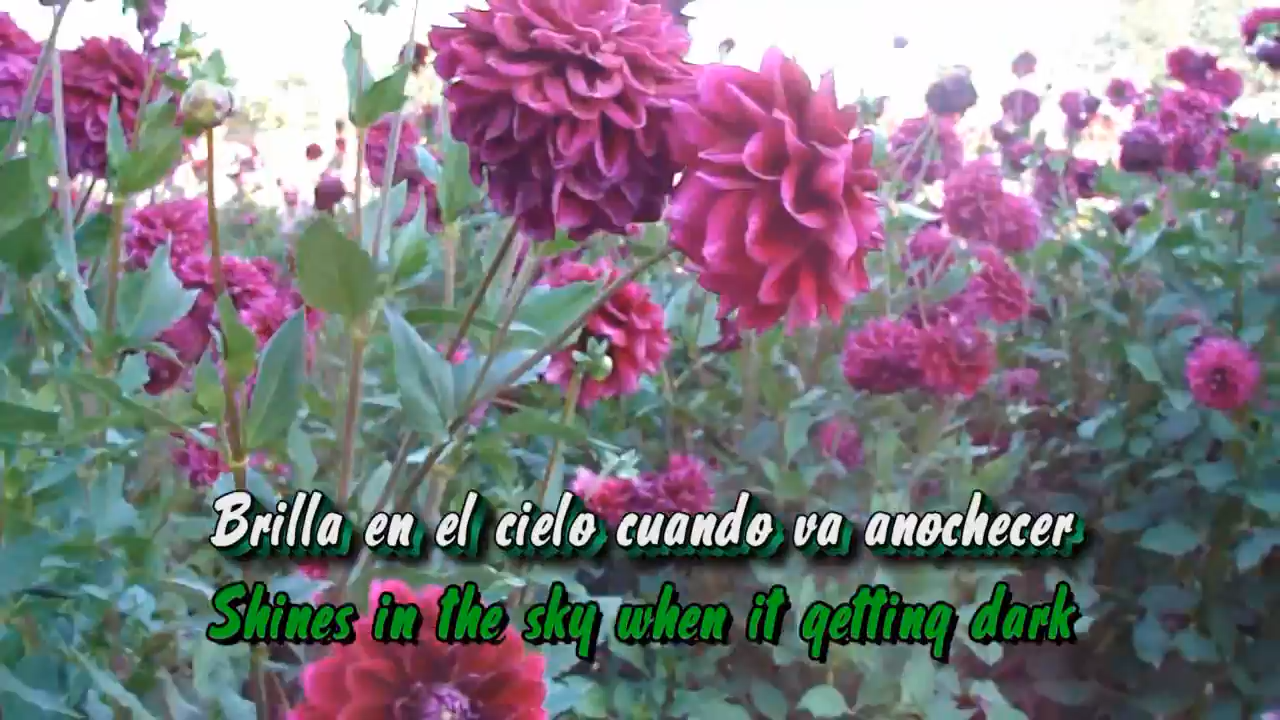 Brilla en el cielo cuando va anochecer
Shines in the sky when it getting dark